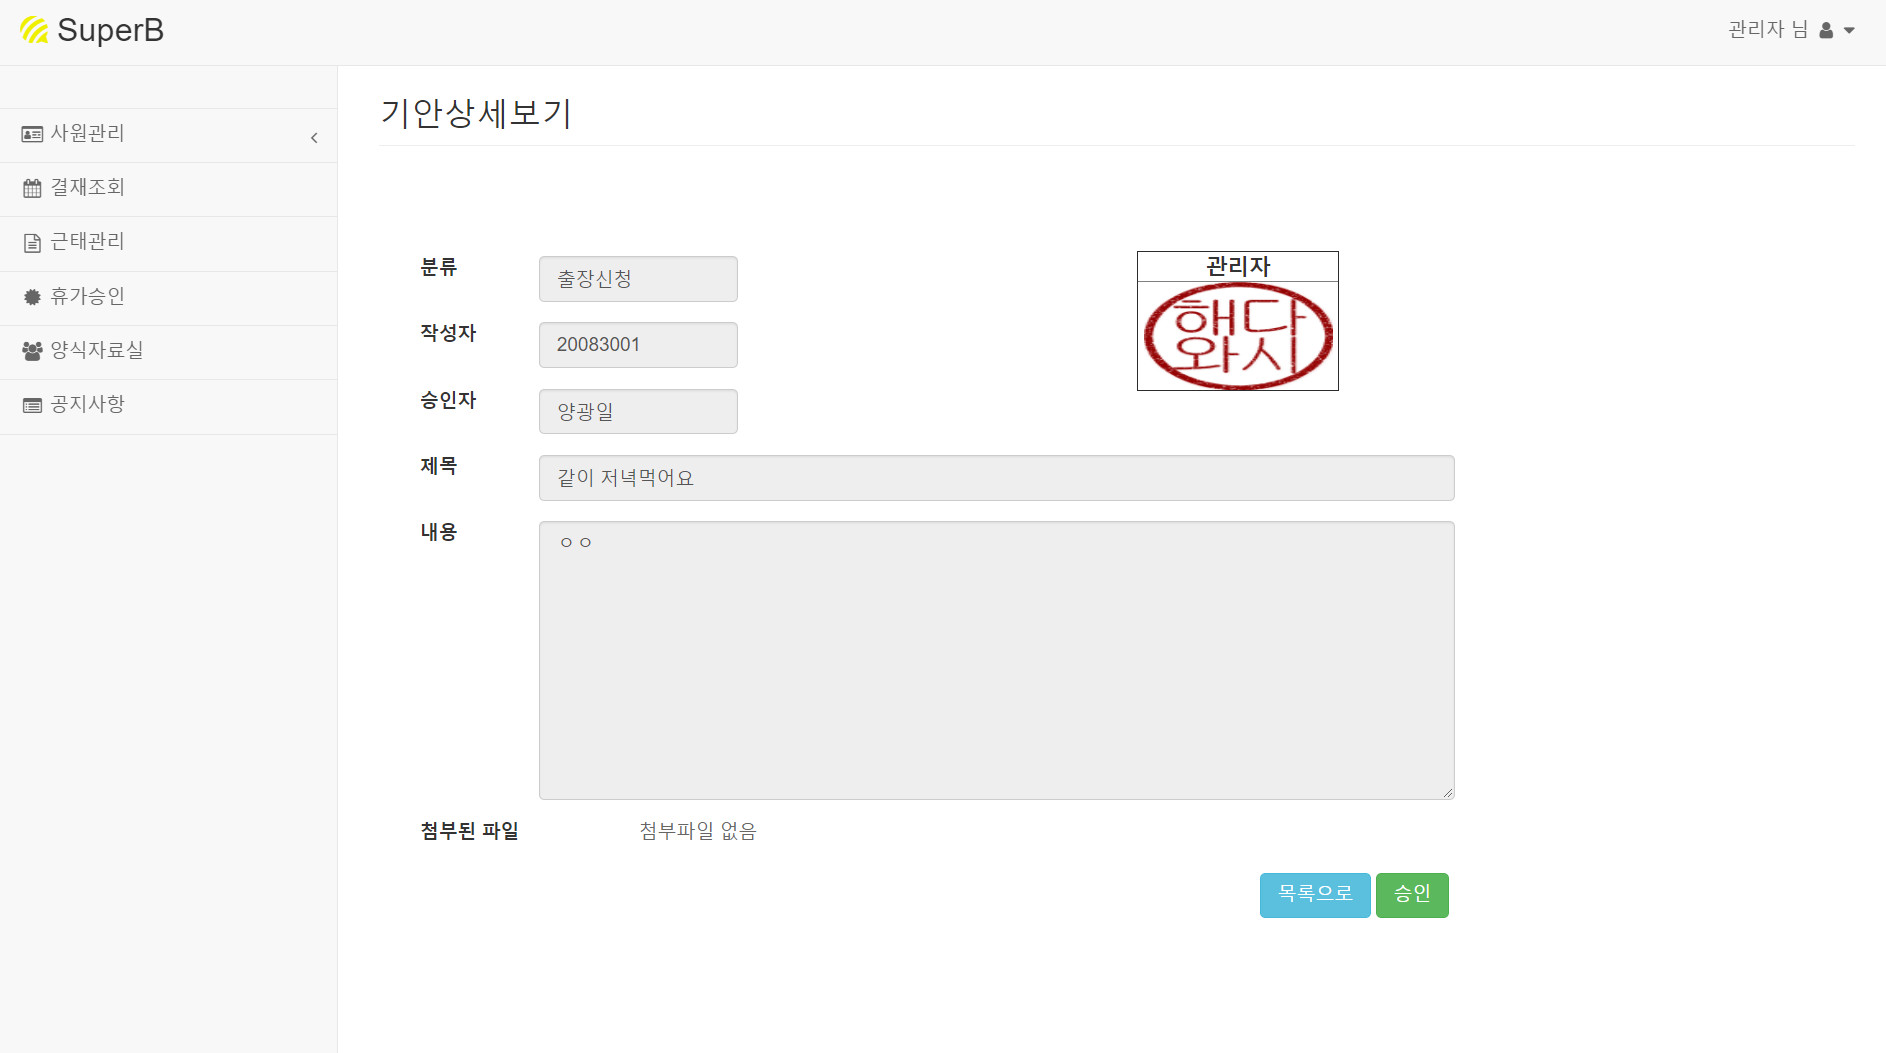 SuperB
관리자 님
사원관리
결재조회
근태관리
휴가승인
양식자료실
공지사항
기안상세보기
분류
출장신청
관리자
해다
와시
작성자
20083001
승인자
양광일
제목
같이 저녁먹어요
내용
ㅇㅇ
첨부된 파일
첨부파일 없음
목록으로
승인